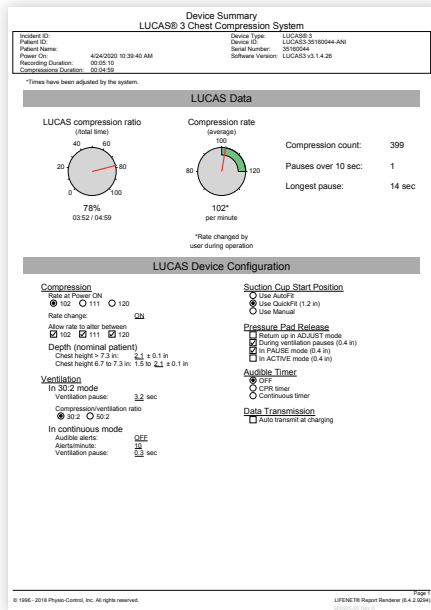 Device Summary
LUCAS® 3 Chest Compression System
Incident ID:
Patient ID:
Patient Name:
Power On: 4/24/2020 10:39:40 AM
Recording Duration: 00:05:10
Compressions Duration: 00:04:59
Device Type: LUCAS® 3
Device ID: LUCAS3-35160044-ANI
Serial Number: 35160044
Software Version: LUCAS3 v3.1.4.26
*Times have been adjusted by the system.
LUCAS Data
LUCAS compression ratio
(/total time)
40 60
20 80
0 100
78%
03:52 / 04:59
Compression rate
(average)
100
80 120
102*
per minute
*Rate changed by
user during operation
Compression count: 399
Pauses over 10 sec: 1
Longest pause: 14 sec
LUCAS Device Configuration
Compression
Rate at Power ON
102 111 120
Rate change: ON
Allow rate to alter between
102 111 120
Depth (nominal patient)
Chest height > 7.3 in: 2.1 ± 0.1 in
Chest height 6.7 to 7.3 in: 1.5 to 2.1 ± 0.1 in
Ventilation
In 30:2 mode
Ventilation pause: 3.2 sec
Compression/ventilation ratio
30:2 50:2
In continuous mode
Audible alerts: OFF
Alerts/minute: 10
Ventilation pause: 0.3 sec
Suction Cup Start Position
Use AutoFit
Use QuickFit (1.2 in)
Use Manual
Pressure Pad Release
Return up in ADJUST mode
During ventilation pauses (0.4 in)
In PAUSE mode (0.4 in)
In ACTIVE mode (0.4 in)
Audible Timer
OFF
CPR timer
Continuous timer
Data Transmission
Auto transmit at charging
Page 1
© 1996 - 2018 Physio-Control, Inc. All rights reserved.
LIFENET® Report Renderer (6.4.2.9294)